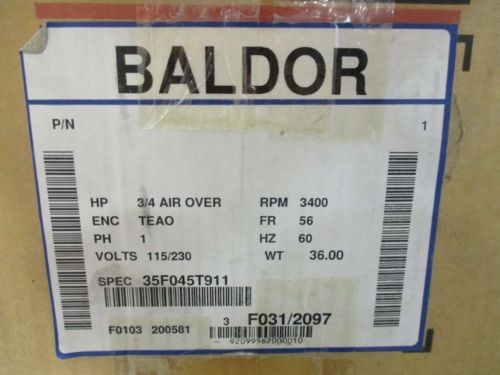 BALDOR
P/N 1
HP 3/4 AIR OVER RPM 3400
ENC TEAO FR 56
PH 1 HZ 60
VOLTS 115/230 WT 36.00
SPEC 35F045T911
F0103 200581 3 F031/2097
92099562000010